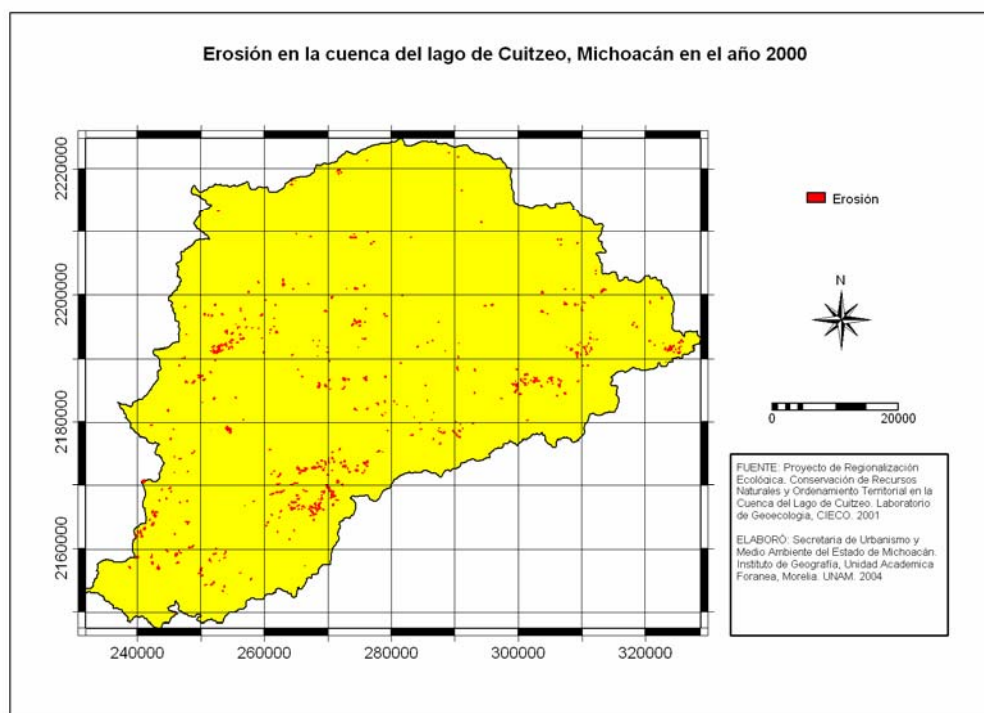 Erosión en la cuenca del lago de Cuitzeo, Michoacán en el año 2000
2220000
2200000
2180000
2160000
240000
260000
280000
300000
320000
Erosión
N
0
20000
FUENTE: Proyecto de Regionalización
Ecológica. Conservación de Recursos
Naturales y Ordenamiento Territorial en la
Cuenca del Lago de Cuitzeo. Laboratorio
de Geoecologia, CIECO. 2001
ELABORÓ: Secretaria de Urbanismo y
Medio Ambiente del Estado de Michoacán.
Instituto de Geografía, Unidad Academica
Foranea, Morelia. UNAM. 2004